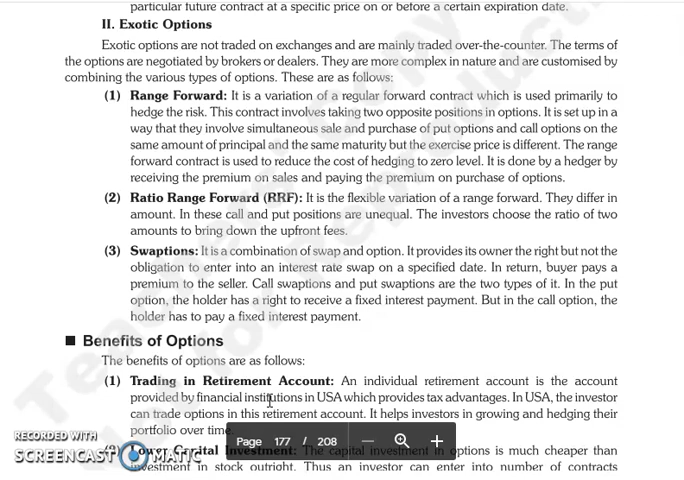 particular future contract at a specific price on or before a certain expiration date.
II. Exotic Options
Exotic options are not traded on exchanges and are mainly traded over-the-counter. The terms of
the options are negotiated by brokers or dealers. They are more complex in nature and are customised by
combining the various types of options. These are as follows:
(1) Range Forward: It is a variation of a regular forward contract which is used primarily to
hedge the risk. This contract involves taking two opposite positions in options. It is set up in a
way that they involve simultaneous sale and purchase of put options and call options on the
same amount of principal and the same maturity but the exercise price is different. The range
forward contract is used to reduce the cost of hedging to zero level. It is done by a hedger by
receiving the premium on sales and paying the premium on purchase of options.
(2) Ratio Range Forward (RRF): It is the flexible variation of a range forward. They differ in
amount. In these call and put positions are unequal. The investors choose the ratio of two
amounts to bring down the upfront fees.
(3) Swaptions: It is a combination of swap and option. It provides its owner the right but not the
obligation to enter into an interest rate swap on a specified date. In return, buyer pays a
premium to the seller. Call swaptions and put swaptions are the two types of it. In the put
option, the holder has a right to receive a fixed interest payment. But in the call option, the
holder has to pay a fixed interest payment.
■ Benefits of Options
The benefits of options are as follows:
(1) Trading in Retirement Account: An individual retirement account is the account
provided by financial institutions in USA which provides tax advantages. In USA, the investor
can trade options in this retirement account. It helps investors in growing and hedging their
portfolio over time.
Lower Capital Investment: The capital investment in options is much cheaper than
investment in stock outright. Thus an investor can enter into number of contracts
Page 177 / 208
RECORDED WITH
SCREENCAST MATIC